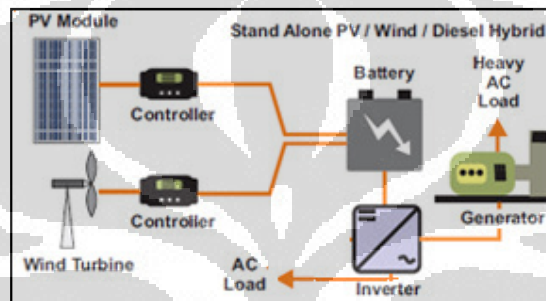 PV Module
Stand Alone PV / Wind / Diesel Hybrid
Battery
Heavy
AC
Load
Controller
Controller
Generator
Wind Turbine
AC
Load
Inverter